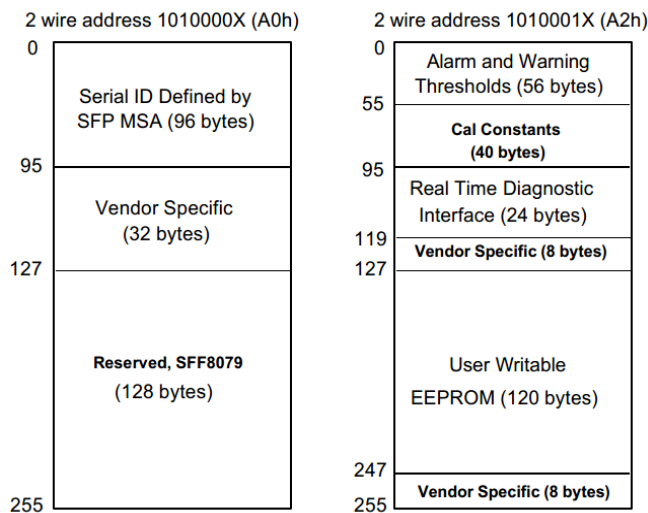 2 wire address 1010000X (A0h)
0
Serial ID Defined by
SFP MSA (96 bytes)
95
Vendor Specific
(32 bytes)
127
Reserved, SFF8079
(128 bytes)
255
2 wire address 1010001X (A2h)
0
Alarm and Warning
Thresholds (56 bytes)
55
Cal Constants
(40 bytes)
95
Real Time Diagnostic
Interface (24 bytes)
119
Vendor Specific (8 bytes)
127
User Writable
EEPROM (120 bytes)
247
Vendor Specific (8 bytes)
255